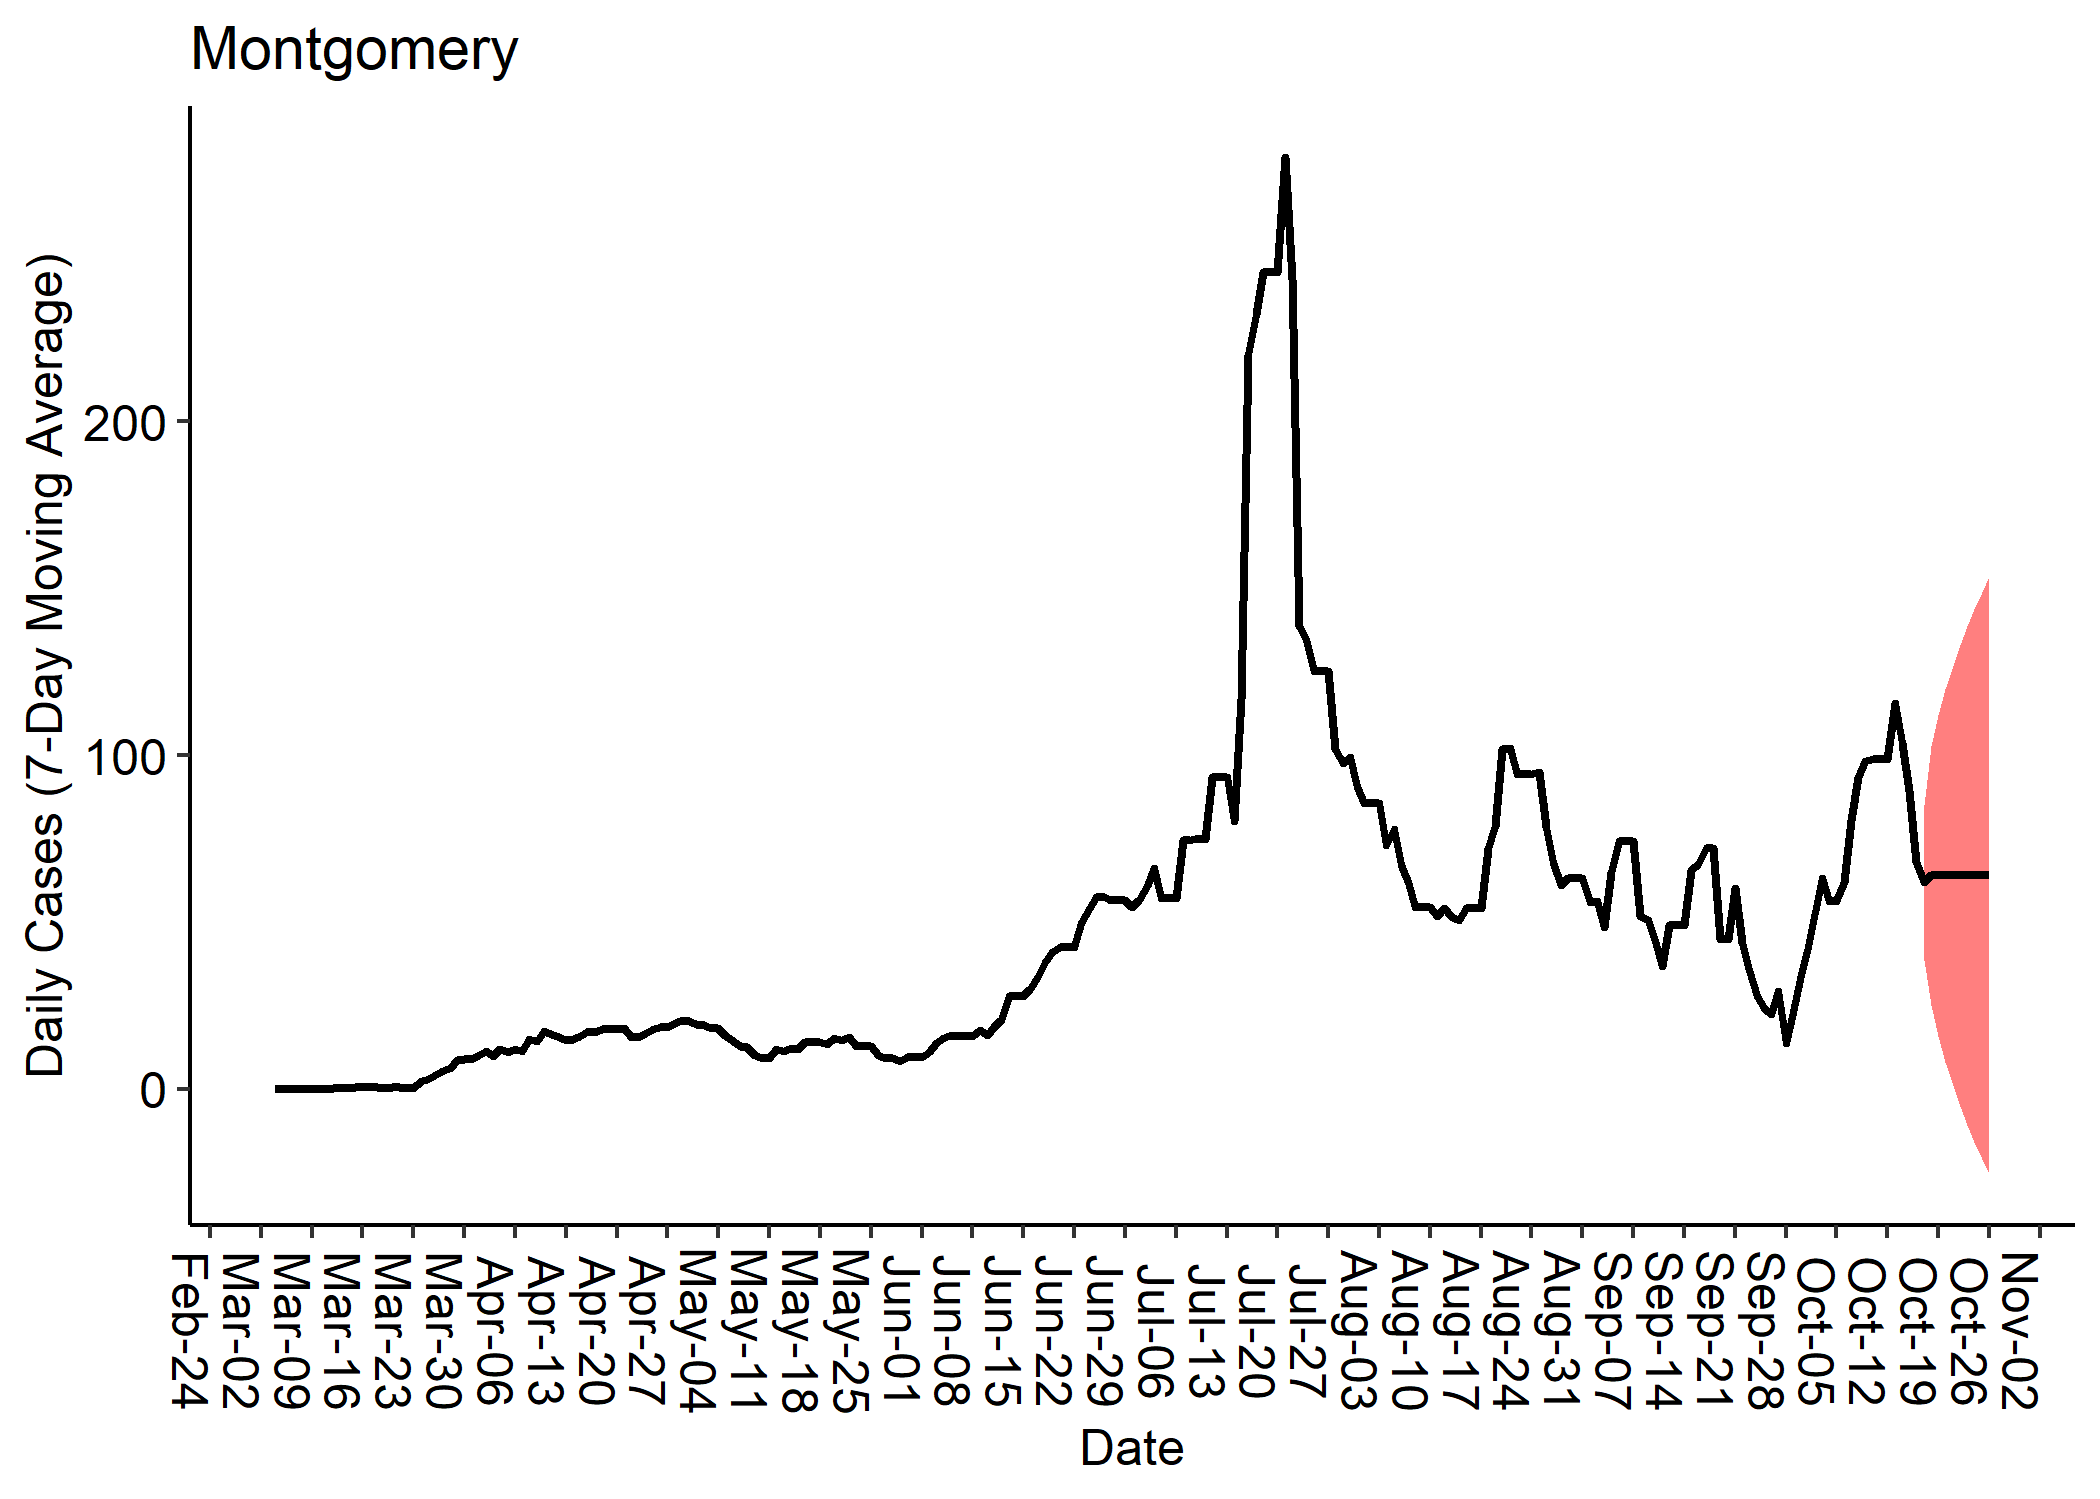 Montgomery
Daily Cases (7-Day Moving Average)
200
100
0
Feb-24
Mar-02
Mar-09
Mar-16
Mar-23
Mar-30
Apr-06
Apr-13
Apr-20
Apr-27
May-04
May-11
May-18
May-25
Jun-01
Jun-08
Jun-15
Jun-22
Jun-29
Jul-06
Jul-13
Jul-20
Jul-27
Aug-03
Aug-10
Aug-17
Aug-24
Aug-31
Sep-07
Sep-14
Sep-21
Sep-28
Oct-05
Oct-12
Oct-19
Oct-26
Nov-02
Date